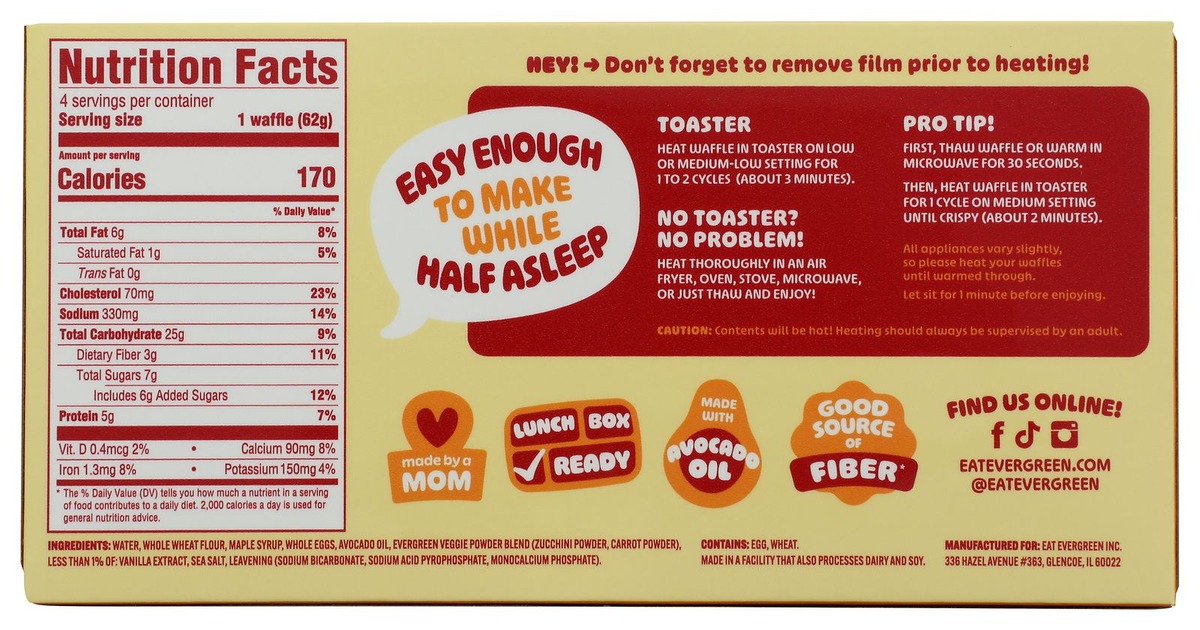 Nutrition Facts
4 servings per container
Serving size 1 waffle (62g)
Amount per serving
Calories 170
% Daily Value*
Total Fat 6g 8%
Saturated Fat 1g 5%
Trans Fat 0g
Cholesterol 70mg 23%
Sodium 330mg 14%
Total Carbohydrate 25g 9%
Dietary Fiber 3g 11%
Total Sugars 7g
Includes 6g Added Sugars 12%
Protein 5g 7%
Vit. D 0.4mcg 2% • Calcium 90mg 8%
Iron 1.3mg 8% • Potassium 150mg 4%
* The % Daily Value (DV) tells you how much a nutrient in a serving
of food contributes to a daily diet. 2,000 calories a day is used for
general nutrition advice.
HEY! → Don't forget to remove film prior to heating!
EASY ENOUGH
TO MAKE
WHILE
HALF ASLEEP
TOASTER
HEAT WAFFLE IN TOASTER ON LOW
OR MEDIUM-LOW SETTING FOR
1 TO 2 CYCLES (ABOUT 3 MINUTES).
NO TOASTER?
NO PROBLEM!
HEAT THOROUGHLY IN AN AIR
FRYER, OVEN, STOVE, MICROWAVE,
OR JUST THAW AND ENJOY!
PRO TIP!
FIRST, THAW WAFFLE OR WARM IN
MICROWAVE FOR 30 SECONDS.
THEN, HEAT WAFFLE IN TOASTER
FOR 1 CYCLE ON MEDIUM SETTING
UNTIL CRISPY (ABOUT 2 MINUTES).
All appliances vary slightly,
so please heat your waffles
until warmed through.
Let sit for 1 minute before enjoying.
CAUTION: Contents will be hot! Heating should always be supervised by an adult.
made by a
MOM
LUNCH BOX
READY
MADE
WITH
AVOCADO
OIL
GOOD
SOURCE
OF
FIBER*
FIND US ONLINE!
EATEVERGREEN.COM
@EATEVERGREEN
INGREDIENTS: WATER, WHOLE WHEAT FLOUR, MAPLE SYRUP, WHOLE EGGS, AVOCADO OIL, EVERGREEN VEGGIE POWDER BLEND (ZUCCHINI POWDER, CARROT POWDER),
LESS THAN 1% OF: VANILLA EXTRACT, SEA SALT, LEAVENING (SODIUM BICARBONATE, SODIUM ACID PYROPHOSPHATE, MONOCALCIUM PHOSPHATE).
CONTAINS: EGG, WHEAT.
MADE IN A FACILITY THAT ALSO PROCESSES DAIRY AND SOY.
MANUFACTURED FOR: EAT EVERGREEN INC.
336 HAZEL AVENUE #363, GLENCOE, IL 60022